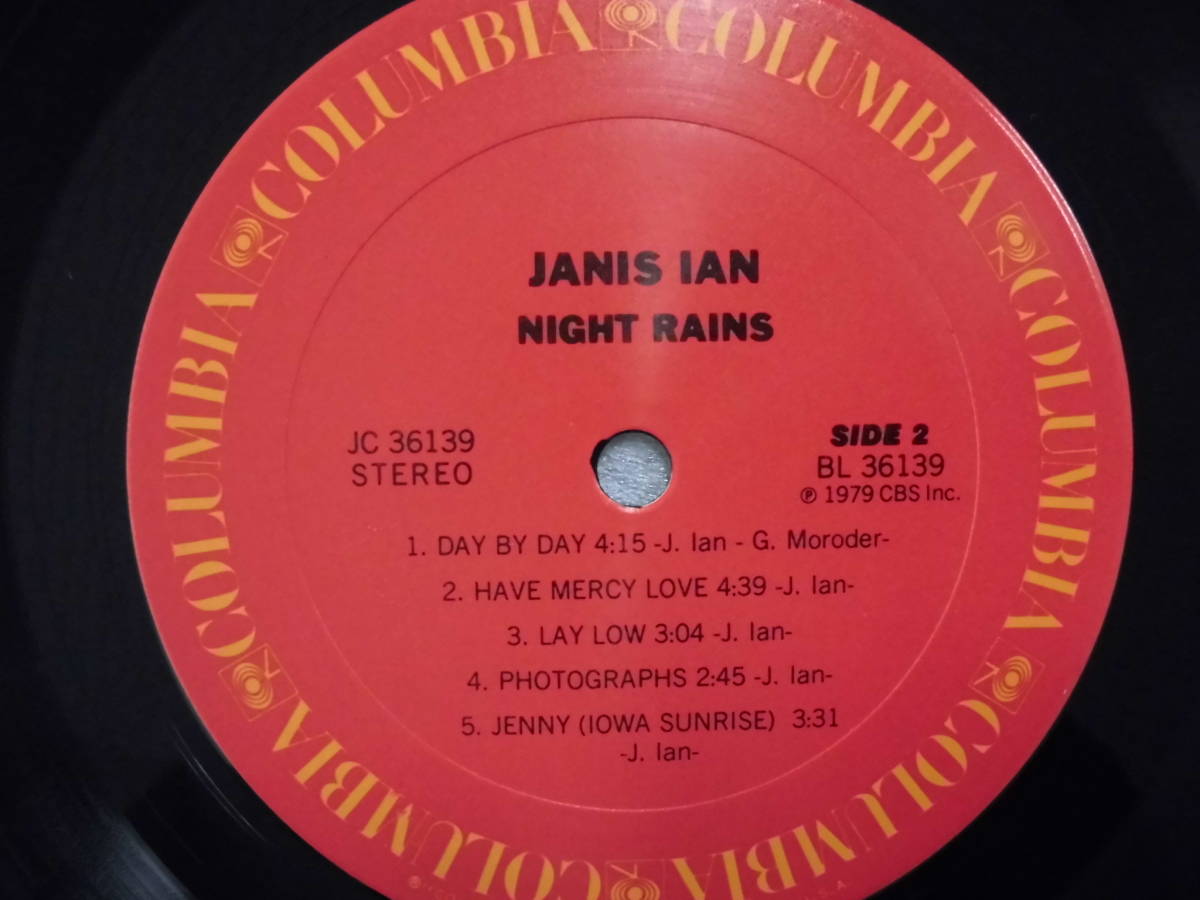 COLUMBIA COLUMBIA COLUMBIA COLUMBIA COLUMBIA COLUMBIA COLUMBIA COLUMBIA
JANIS IAN
NIGHT RAINS
JC 36139
STEREO
SIDE 2
BL 36139
Ⓟ 1979 CBS Inc.
1. DAY BY DAY 4:15 -J. Ian - G. Moroder-
2. HAVE MERCY LOVE 4:39 -J. Ian-
3. LAY LOW 3:04 -J. Ian-
4. PHOTOGRAPHS 2:45 -J. Ian-
5. JENNY (IOWA SUNRISE) 3:31
-J. Ian-